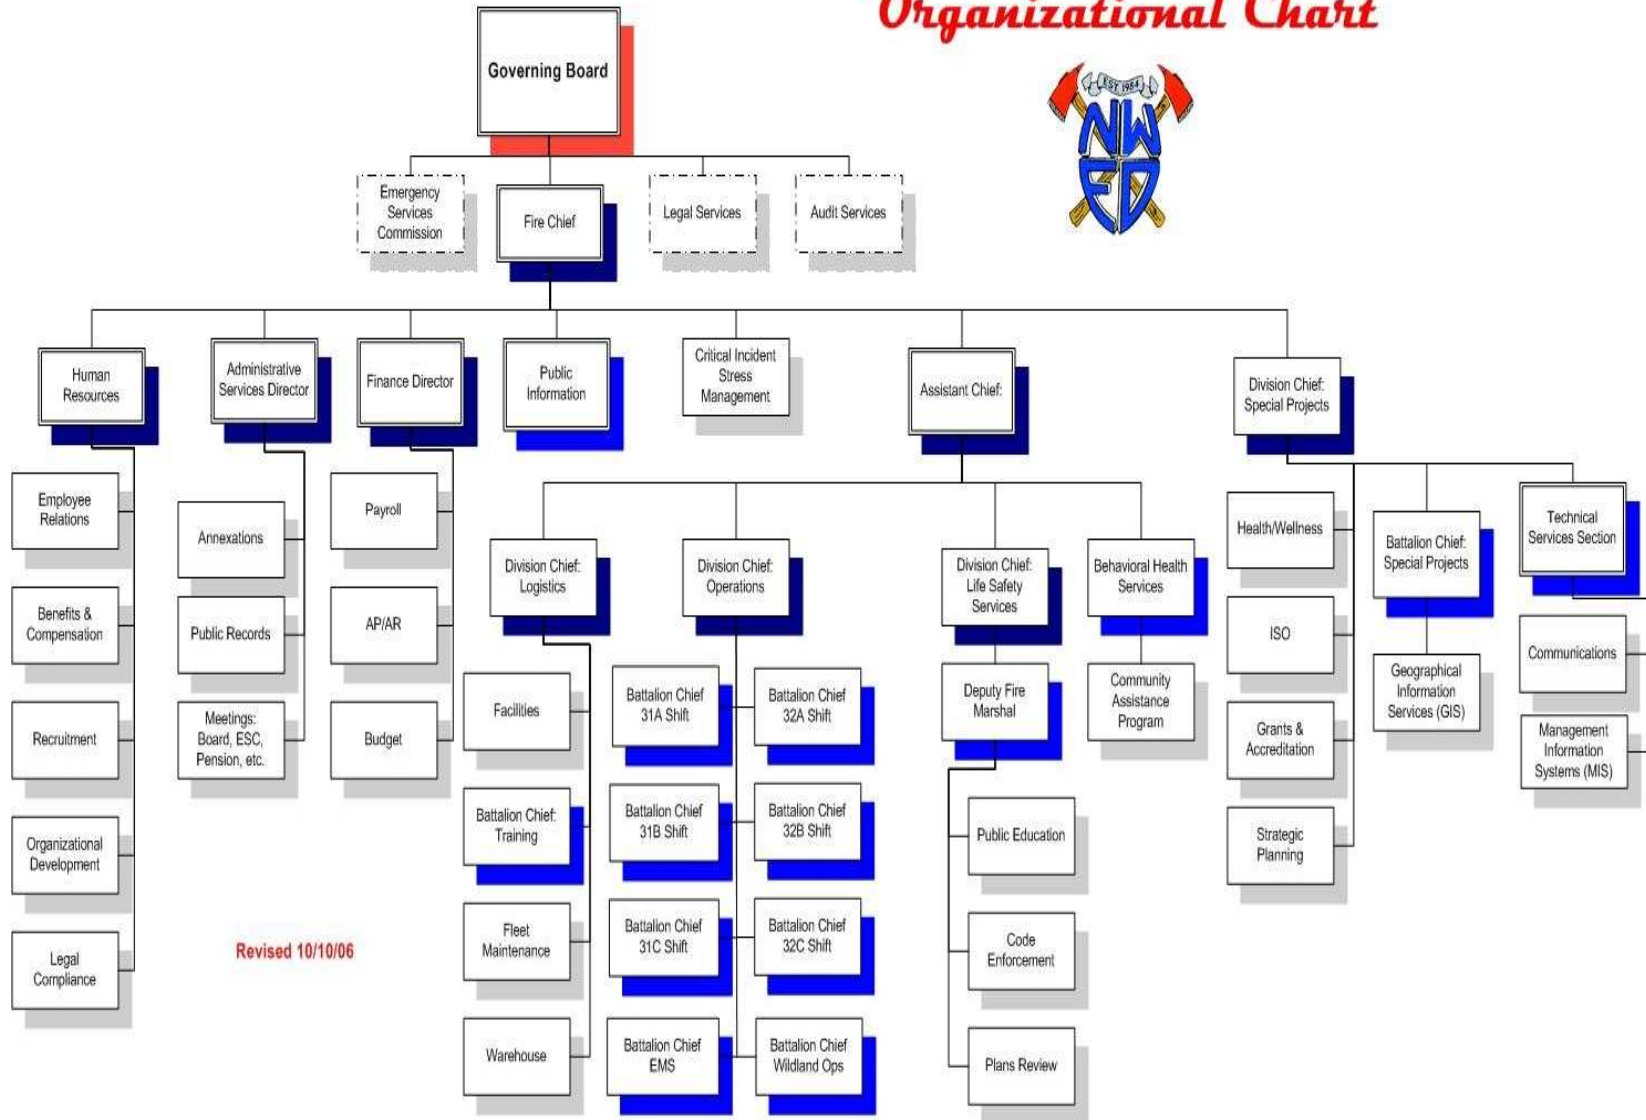 Organizational Chart
EST 1984
NW
FD
Governing Board
Emergency
Services
Commission
Fire Chief
Legal Services
Audit Services
Human
Resources
Administrative
Services Director
Finance Director
Public
Information
Critical Incident
Stress
Management
Assistant Chief:
Division Chief:
Special Projects
Employee
Relations
Benefits &
Compensation
Recruitment
Organizational
Development
Legal
Compliance
Annexations
Public Records
Meetings:
Board, ESC,
Pension, etc.
Payroll
AP/AR
Budget
Division Chief:
Logistics
Facilities
Battalion Chief:
Training
Fleet
Maintenance
Warehouse
Division Chief:
Operations
Battalion Chief
31A Shift
Battalion Chief
32A Shift
Battalion Chief
31B Shift
Battalion Chief
32B Shift
Battalion Chief
31C Shift
Battalion Chief
32C Shift
Battalion Chief
EMS
Battalion Chief
Wildland Ops
Division Chief:
Life Safety
Services
Deputy Fire
Marshal
Public Education
Code
Enforcement
Plans Review
Behavioral Health
Services
Community
Assistance
Program
Health/Wellness
ISO
Grants &
Accreditation
Strategic
Planning
Battalion Chief:
Special Projects
Geographical
Information
Services (GIS)
Technical
Services Section
Communications
Management
Information
Systems (MIS)
Revised 10/10/06